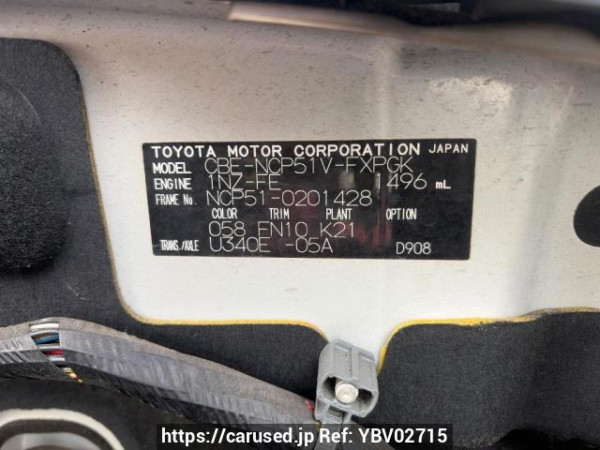 TOYOTA MOTOR CORPORATION JAPAN
MODEL CBE-NCP51V-FXPGK
ENGINE 1NZ-FE 1496 mL
FRAME No. NCP51-0201428
COLOR TRIM PLANT OPTION
058 EN10 K21
TRANS./AXLE U340E -05A D908
https://carused.jp Ref: YBV02715